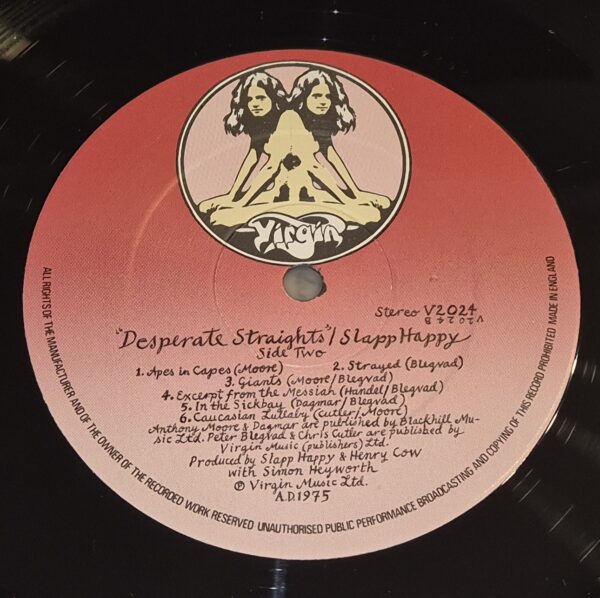 Virgin
Stereo V2024
V2024B
"Desperate Straights"/SlappHappy
Side Two
1. Apes in Capes (Moore) 2. Strayed (Blegvad)
3. Giants (Moore/Blegvad)
4. Excerpt from the Messiah (Handel/Blegvad)
5. In the Sickbay (Dagmar/Blegvad)
6. Caucasian Lullaby (Cutler/Moore)
Anthony Moore & Dagmar are published by Blackhill Mu-
sic Ltd. Peter Blegvad & Chris Cutler are published by
Virgin Music (publishers) Ltd.
Produced by Slapp Happy & Henry Cow
with Simon Heyworth
℗ Virgin Music Ltd.
A.D.1975
ALL RIGHTS OF THE MANUFACTURER AND OF THE OWNER OF THE RECORDED WORK RESERVED UNAUTHORISED PUBLIC PERFORMANCE BROADCASTING AND COPYING OF THIS RECORD PROHIBITED MADE IN ENGLAND